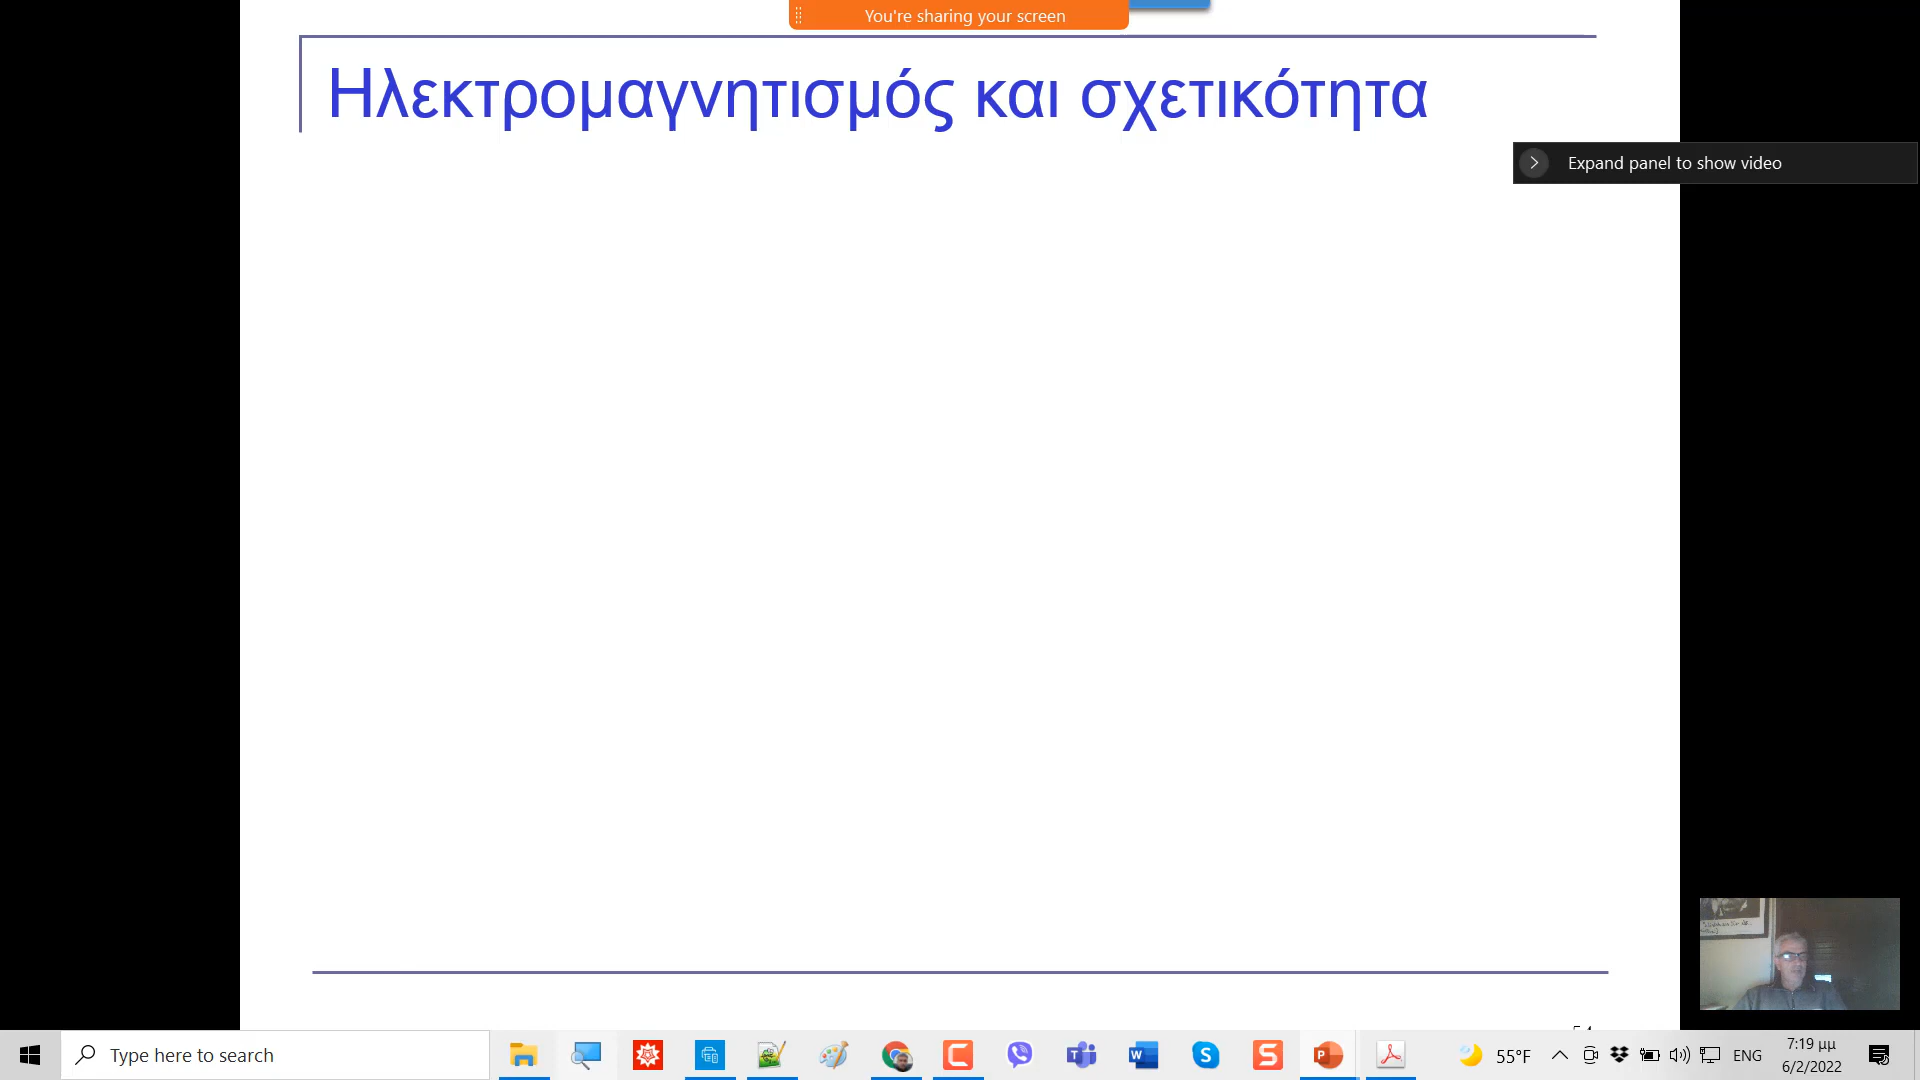 You're sharing your screen
Ηλεκτρομαγνητισμός και σχετικότητα
Expand panel to show video
Type here to search
55°F
ENG
7:19 μμ
6/2/2022